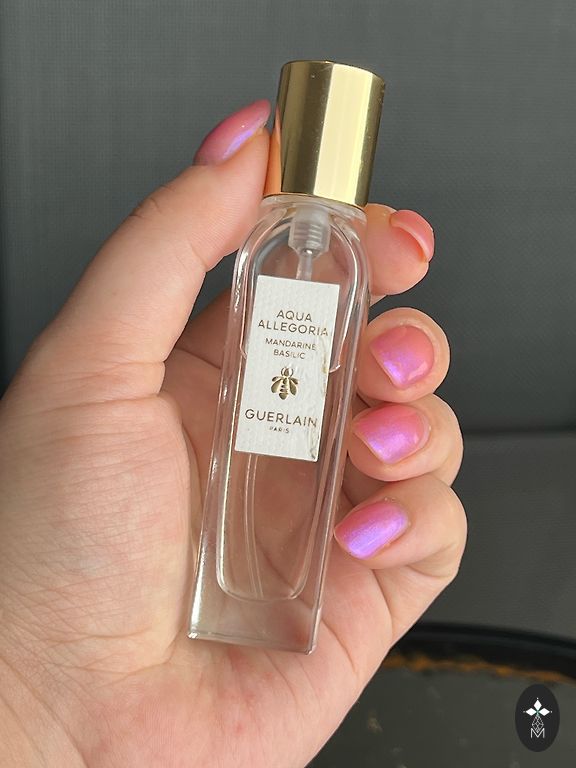 AQUA
ALLEGORIA
MANDARINE
BASILIC
GUERLAIN
PARIS
M